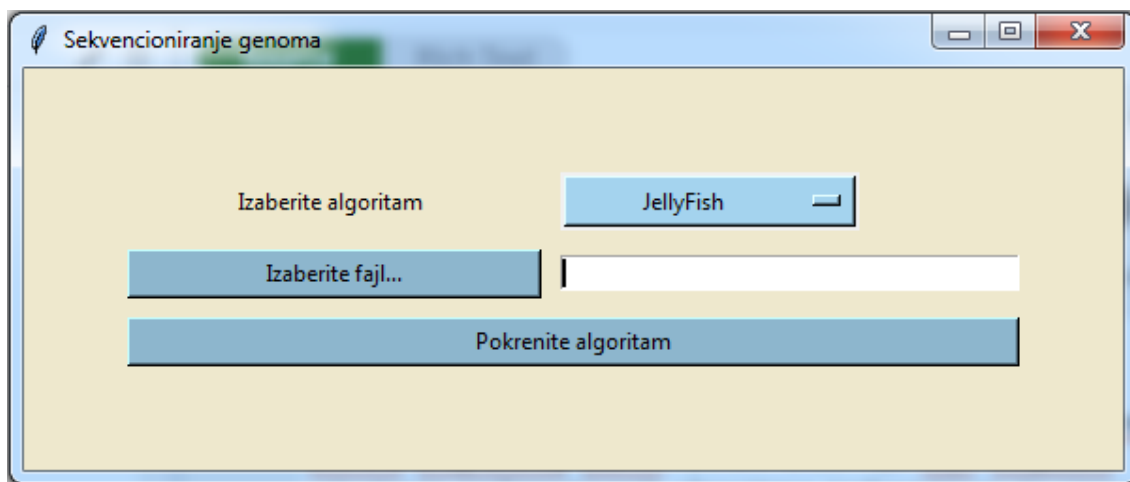 Sekvencioniranje genoma
Izaberite algoritam JellyFish
Izaberite fajl...
Pokrenite algoritam